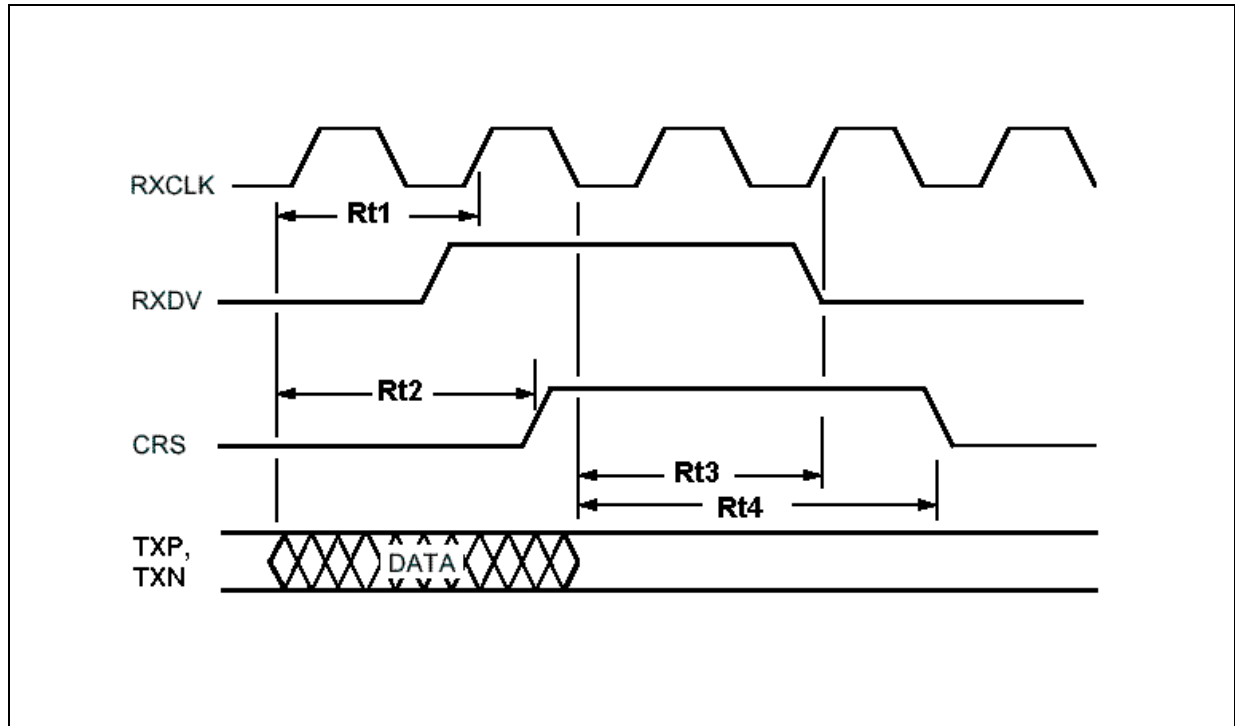 RXCLK
Rt1
RXDV
Rt2
CRS
Rt3
Rt4
TXP,
TXN
DATA